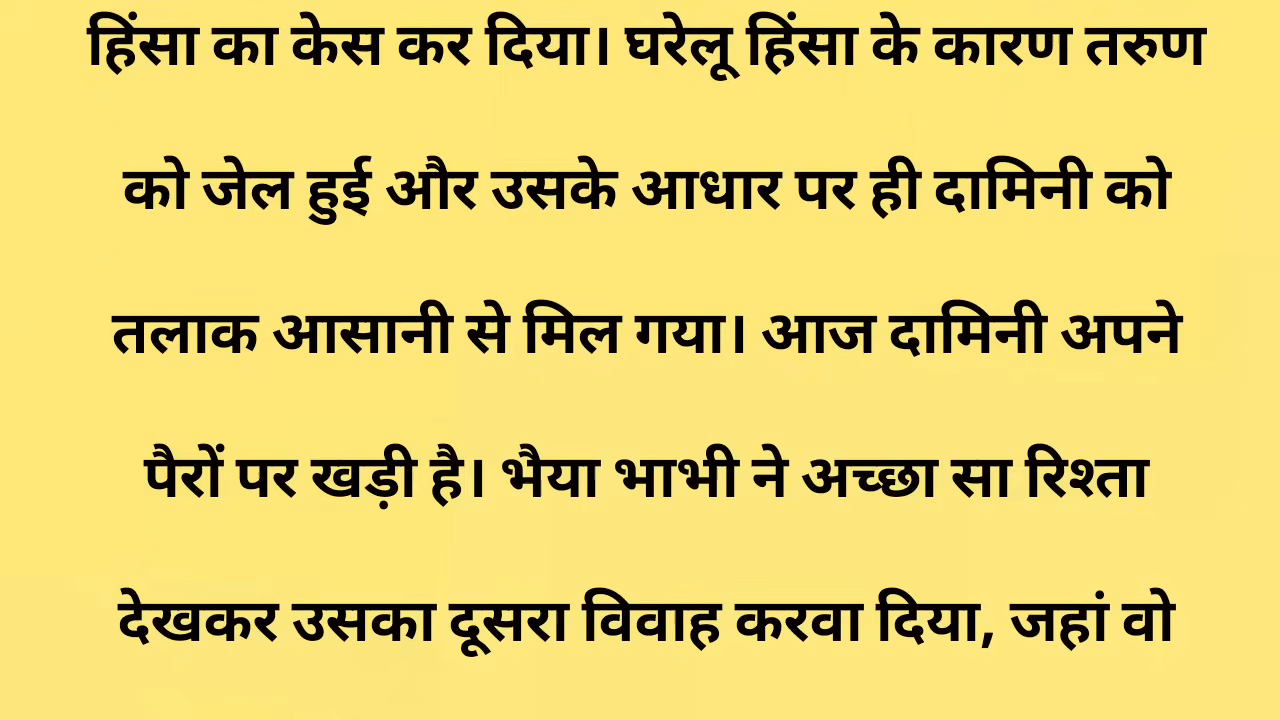 हिंसा का केस कर दिया। घरेलू हिंसा के कारण तरुण
को जेल हुई और उसके आधार पर ही दामिनी को
तलाक आसानी से मिल गया। आज दामिनी अपने
पैरों पर खड़ी है। भैया भाभी ने अच्छा सा रिश्ता
देखकर उसका दूसरा विवाह करवा दिया, जहां वो